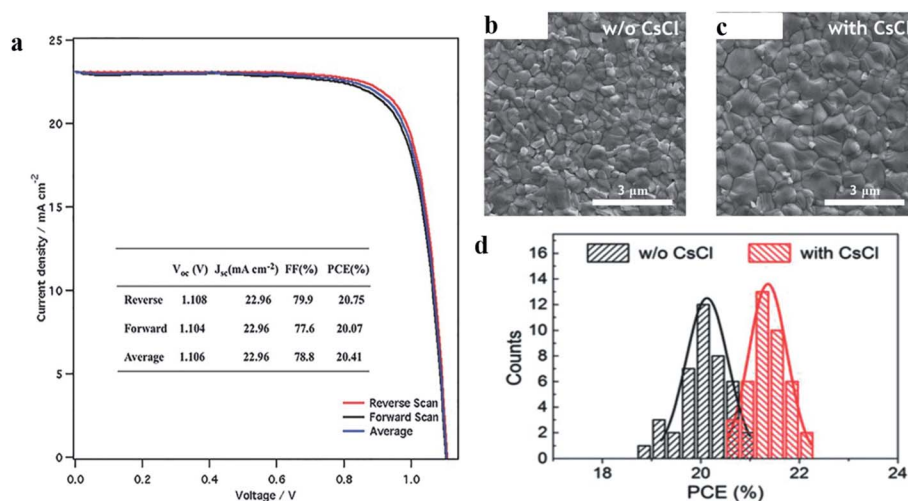 a
25
20
15
10
5
0
Current density / mA cm⁻²
Vₒc (V) Jsc(mA cm⁻²) FF(%) PCE(%)
Reverse 1.108 22.96 79.9 20.75
Forward 1.104 22.96 77.6 20.07
Average 1.106 22.96 78.8 20.41
Reverse Scan
Forward Scan
Average
0.0 0.2 0.4 0.6 0.8 1.0
Voltage / V
b
w/o CsCl
3 μm
c
with CsCl
3 μm
d
w/o CsCl with CsCl
16
14
12
10
8
6
4
2
0
Counts
18 20 22 24
PCE (%)